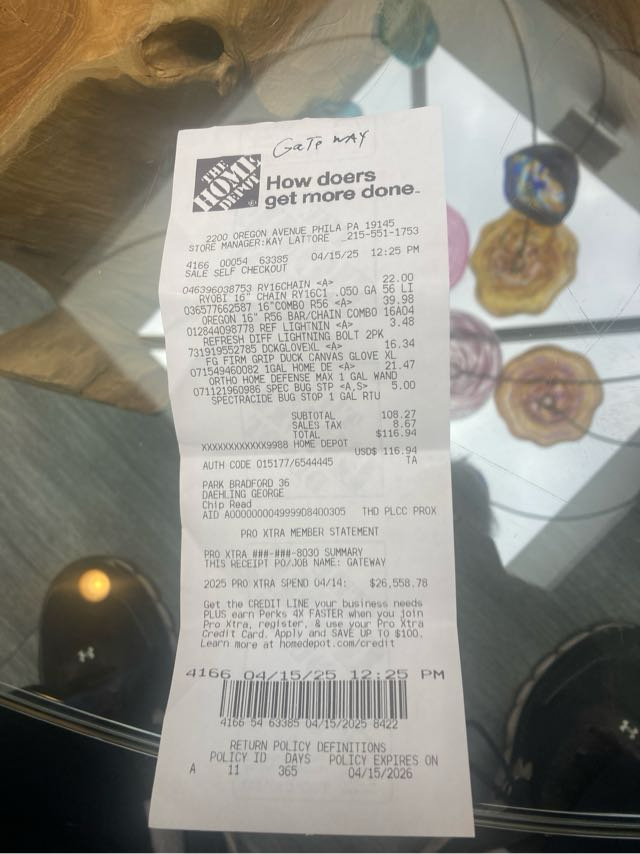 GaTe WAY
THE HOME DEPOT
How doers
get more done.
2200 OREGON AVENUE PHILA PA 19145
STORE MANAGER:KAY LATTORE 215-551-1753
4166 00054 63385 04/15/25 12:25 PM
SALE SELF CHECKOUT
046396038753 RY16CHAIN <A> 22.00
RYOBI 16" CHAIN RY16C1 .050 GA 56 LI
036577662587 16"COMBO R56 <A> 39.98
OREGON 16" R56 BAR/CHAIN COMBO 16A04
012844098778 REF LIGHTNIN <A> 3.48
REFRESH DIFF LIGHTNING BOLT 2PK
731919552785 DCKGLOVEXL <A> 16.34
FG FIRM GRIP DUCK CANVAS GLOVE XL
071549460082 1GAL HOME DE <A> 21.47
ORTHO HOME DEFENSE MAX 1 GAL WAND
071121960986 SPEC BUG STP <A,S> 5.00
SPECTRACIDE BUG STOP 1 GAL RTU
SUBTOTAL 108.27
SALES TAX 8.67
TOTAL $116.94
XXXXXXXXXXXX9988 HOME DEPOT
USD$ 116.94
AUTH CODE 015177/6544445 TA
PARK BRADFORD 36
DAEHLING GEORGE
Chip Read
AID A0000000049999D8400305 THD PLCC PROX
PRO XTRA MEMBER STATEMENT
PRO XTRA ###-###-8030 SUMMARY
THIS RECEIPT PO/JOB NAME: GATEWAY
2025 PRO XTRA SPEND 04/14: $26,558.78
Get the CREDIT LINE your business needs
PLUS earn Perks 4X FASTER when you join
Pro Xtra, register, & use your Pro Xtra
Credit Card. Apply and SAVE UP TO $100.
Learn more at homedepot.com/credit
4166 04/15/25 12:25 PM
4166 54 63385 04/15/2025 8422
RETURN POLICY DEFINITIONS
POLICY ID DAYS POLICY EXPIRES ON
A 11 365 04/15/2026